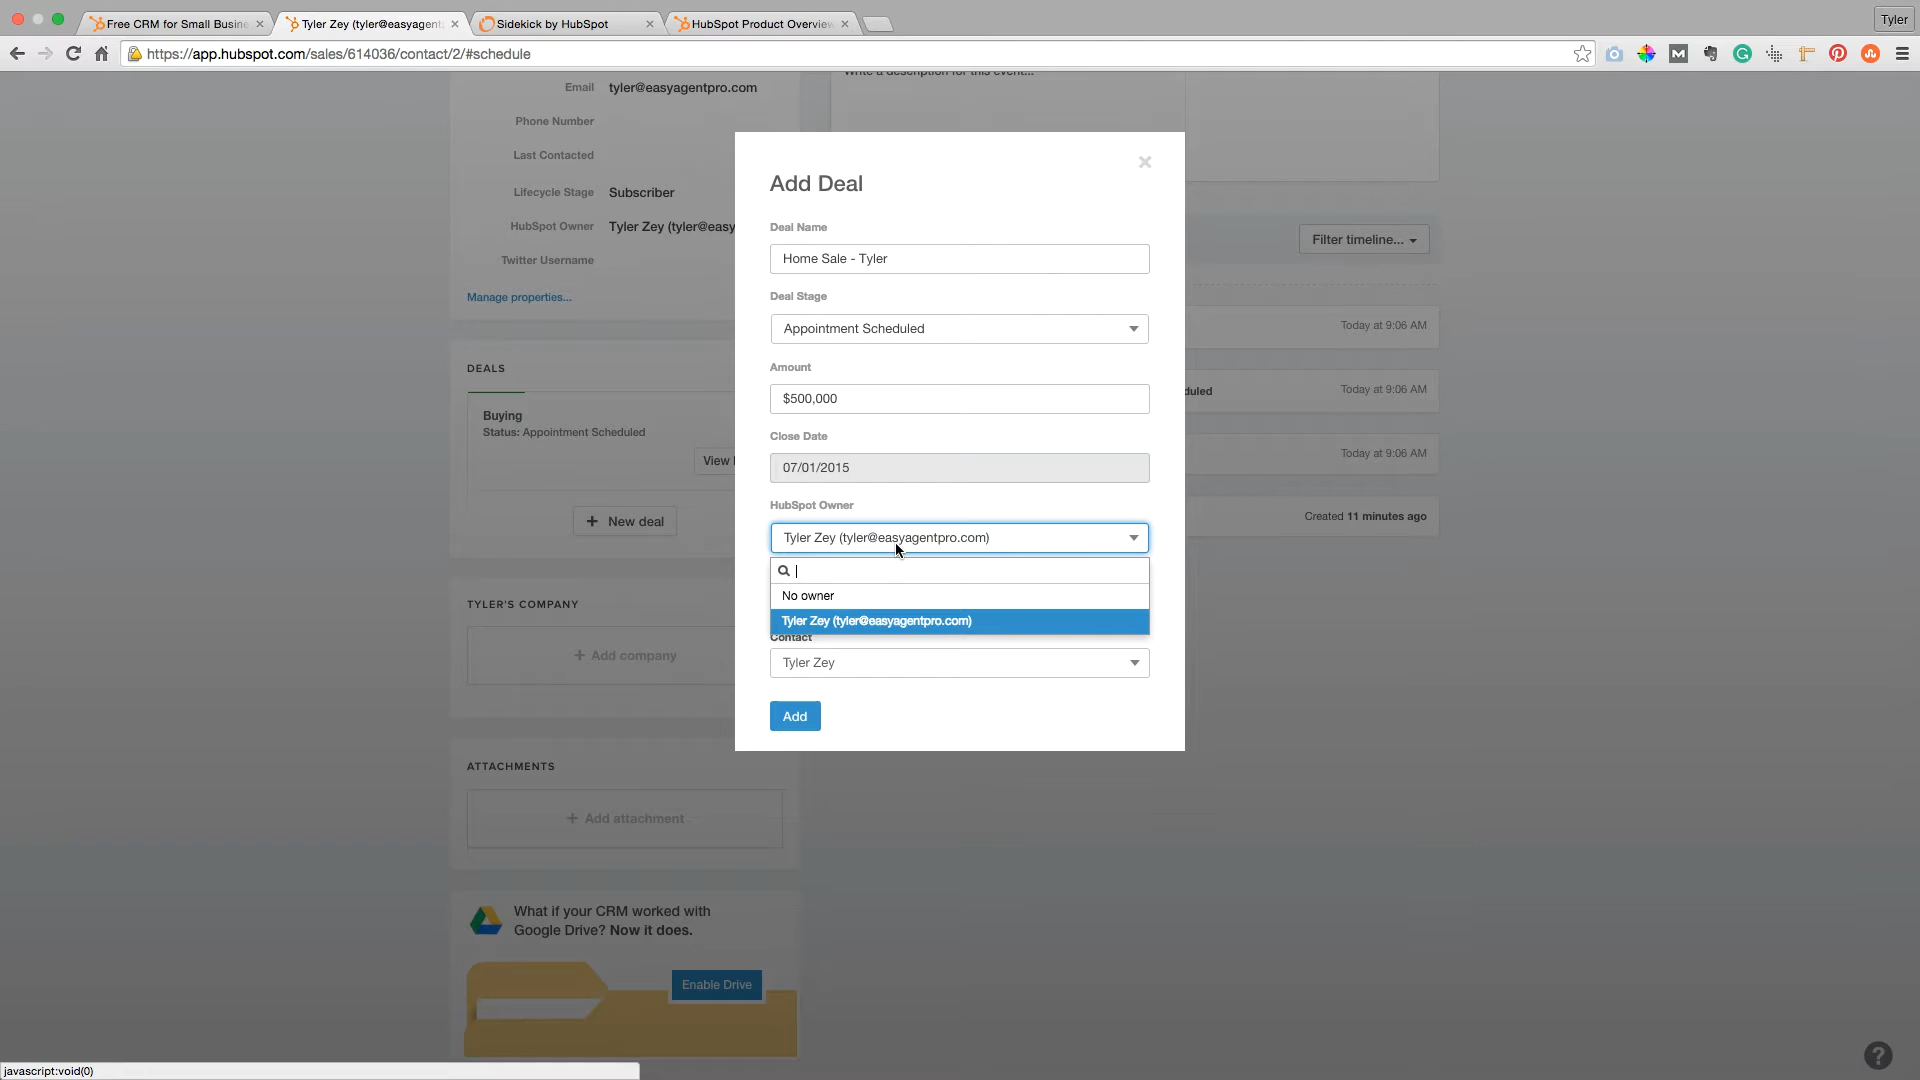 Free CRM for Small Busine
Tyler Zey (tyler@easyagent
Sidekick by HubSpot
HubSpot Product Overview
Tyler
https://app.hubspot.com/sales/614036/contact/2/#schedule
Write a description for this event...
Email tyler@easyagentpro.com
Phone Number
Last Contacted
Lifecycle Stage Subscriber
HubSpot Owner Tyler Zey (tyler@easy
Twitter Username
Manage properties...
DEALS
Buying
Status: Appointment Scheduled
View
+ New deal
TYLER'S COMPANY
+ Add company
ATTACHMENTS
+ Add attachment
What if your CRM worked with
Google Drive? Now it does.
Enable Drive
Add Deal
Deal Name
Home Sale - Tyler
Deal Stage
Appointment Scheduled
Amount
$500,000
Close Date
07/01/2015
HubSpot Owner
Tyler Zey (tyler@easyagentpro.com)
No owner
Tyler Zey (tyler@easyagentpro.com)
Contact
Tyler Zey
Add
Filter timeline...
Today at 9:06 AM
duled Today at 9:06 AM
Today at 9:06 AM
Created 11 minutes ago
javascript:void(0)